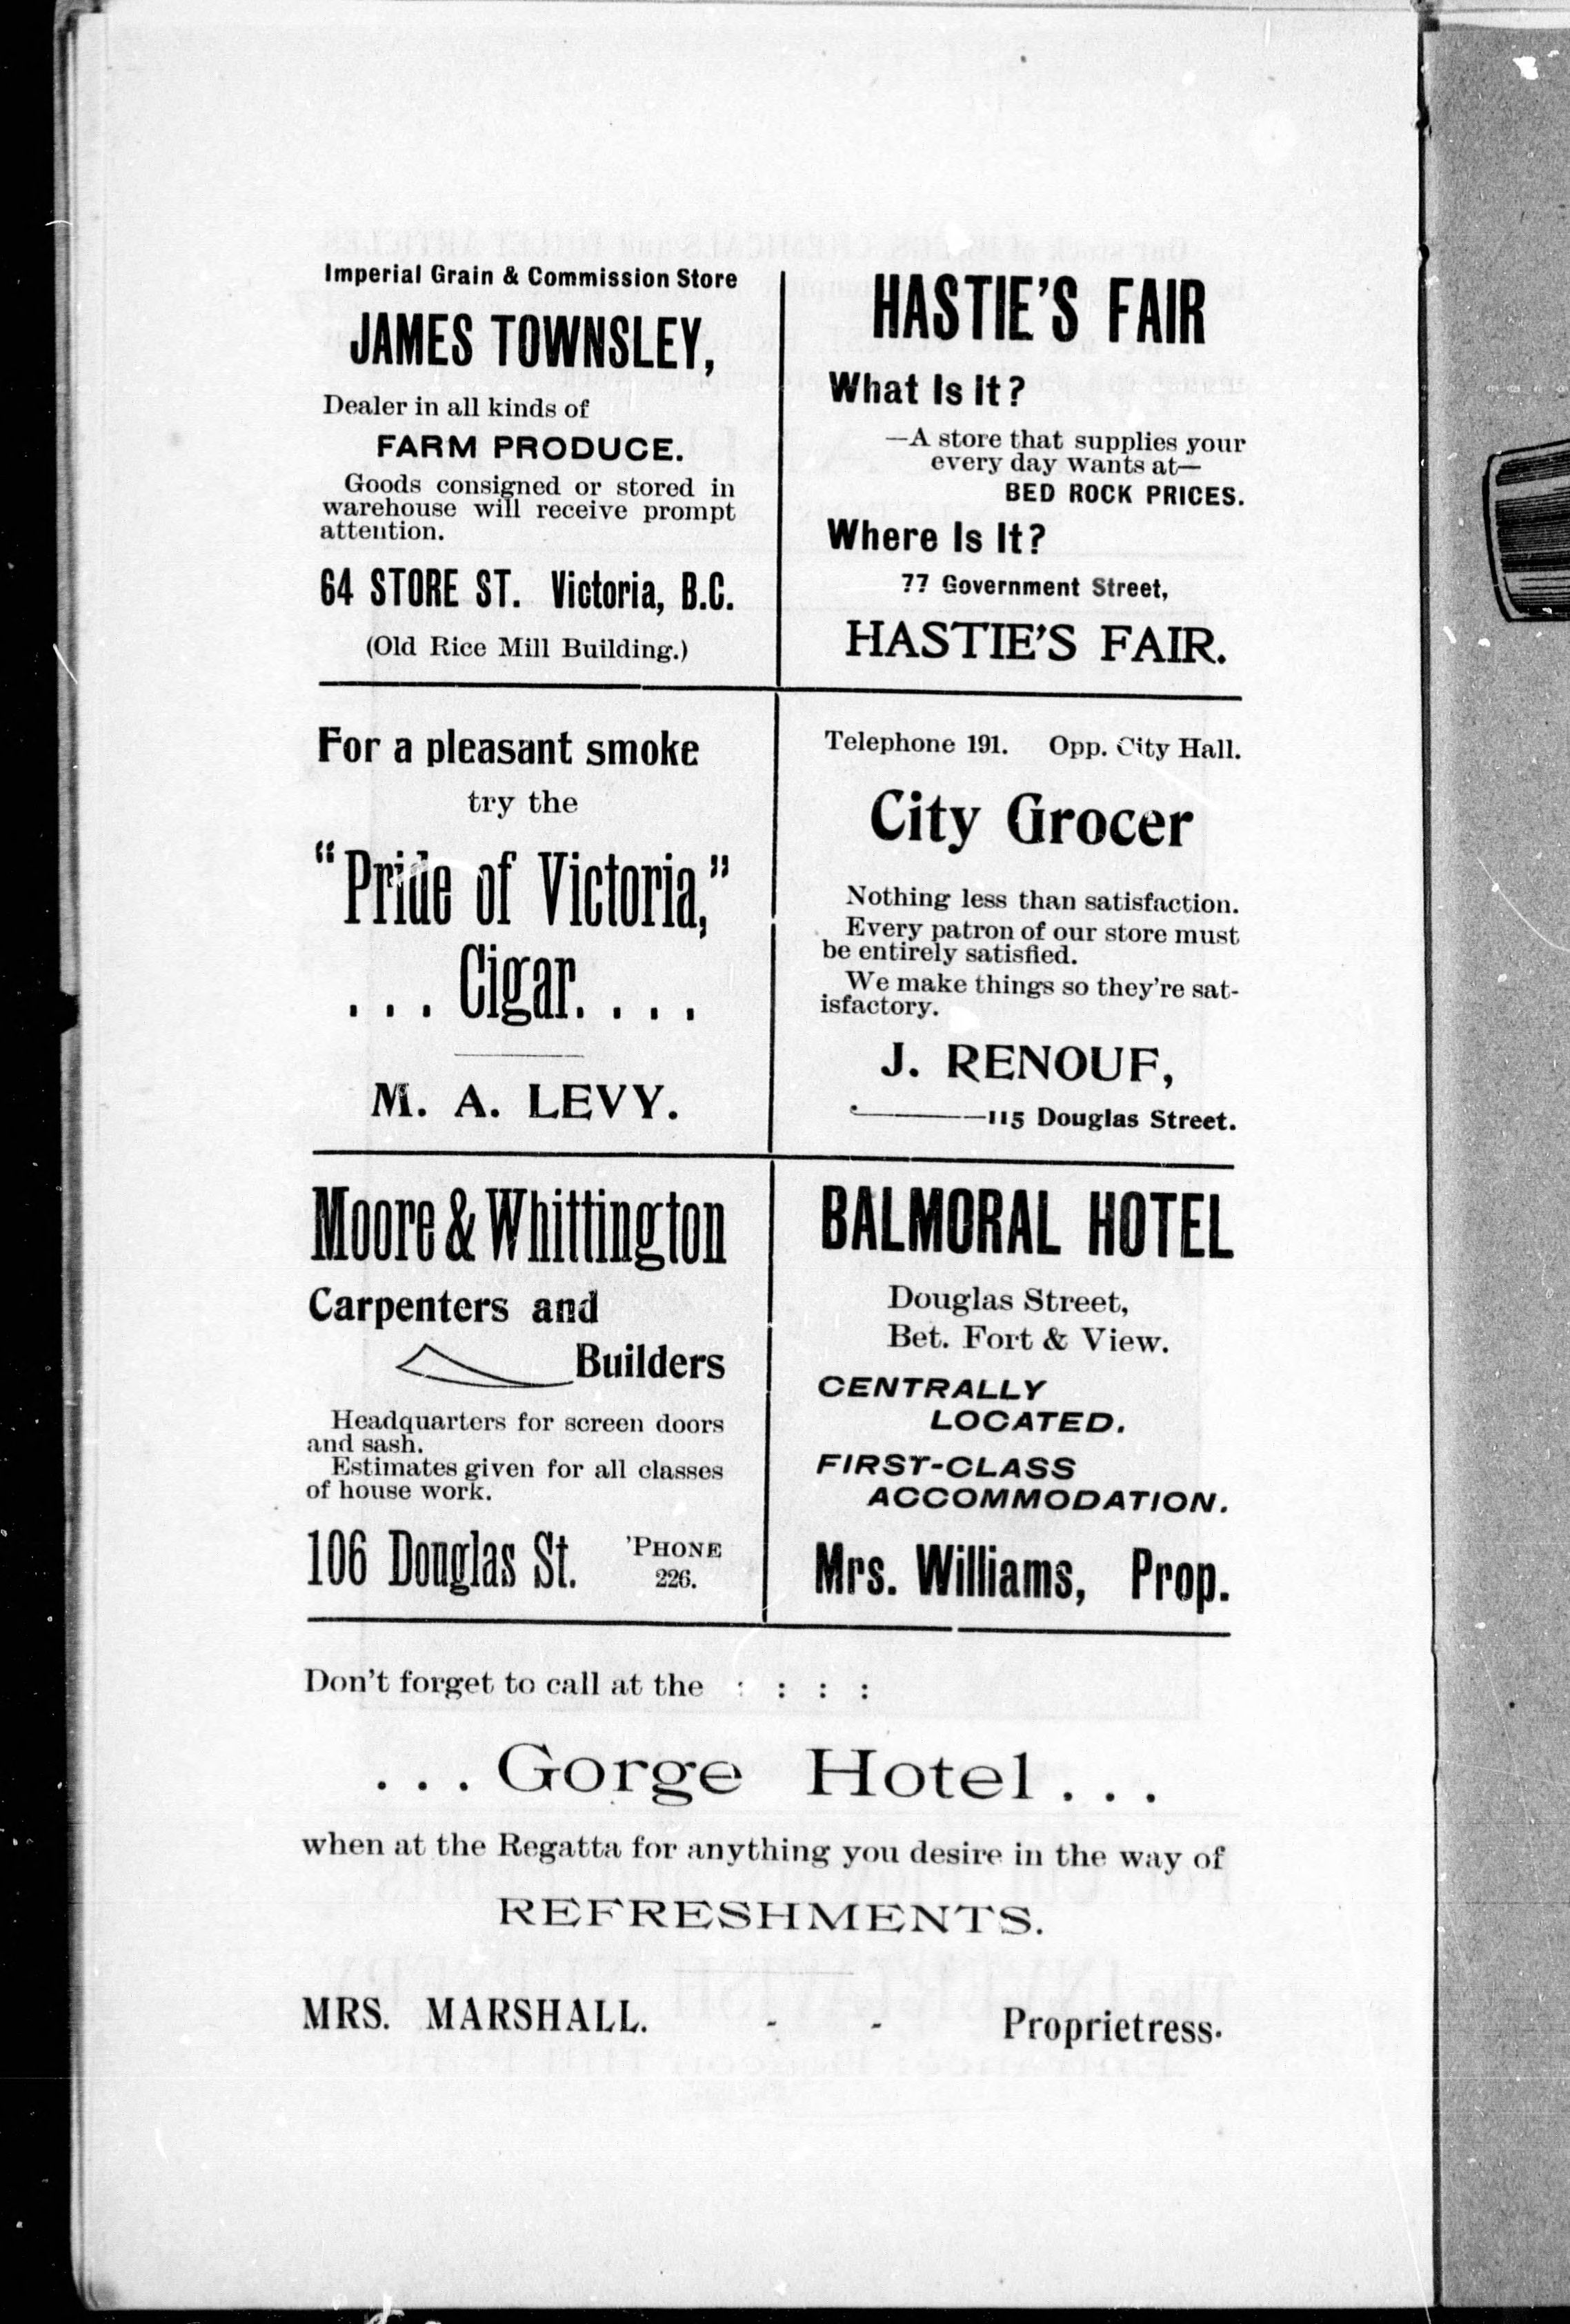 Imperial Grain & Commission Store
JAMES TOWNSLEY,
Dealer in all kinds of
FARM PRODUCE.
Goods consigned or stored in
warehouse will receive prompt
attention.
64 STORE ST. Victoria, B.C.
(Old Rice Mill Building.)
HASTIE'S FAIR
What Is It?
—A store that supplies your
every day wants at—
BED ROCK PRICES.
Where Is It?
77 Government Street,
HASTIE'S FAIR.
For a pleasant smoke
try the
"Pride of Victoria,"
. . . Cigar. . . .
M. A. LEVY.
Telephone 191. Opp. City Hall.
City Grocer
Nothing less than satisfaction.
Every patron of our store must
be entirely satisfied.
We make things so they're sat-
isfactory.
J. RENOUF,
115 Douglas Street.
Moore & Whittington
Carpenters and
Builders
Headquarters for screen doors
and sash.
Estimates given for all classes
of house work.
106 Douglas St. 'PHONE
226.
BALMORAL HOTEL
Douglas Street,
Bet. Fort & View.
CENTRALLY
LOCATED.
FIRST-CLASS
ACCOMMODATION.
Mrs. Williams, Prop.
Don't forget to call at the : : : :
. . . Gorge Hotel . . .
when at the Regatta for anything you desire in the way of
REFRESHMENTS.
MRS. MARSHALL. - - Proprietress.